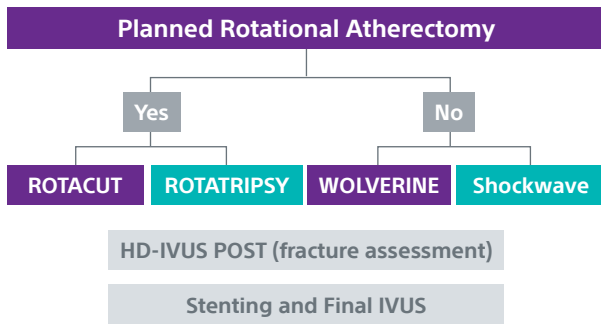 Planned Rotational Atherectomy
Yes
No
ROTACUT
ROTATRIPSY
WOLVERINE
Shockwave
HD-IVUS POST (fracture assessment)
Stenting and Final IVUS